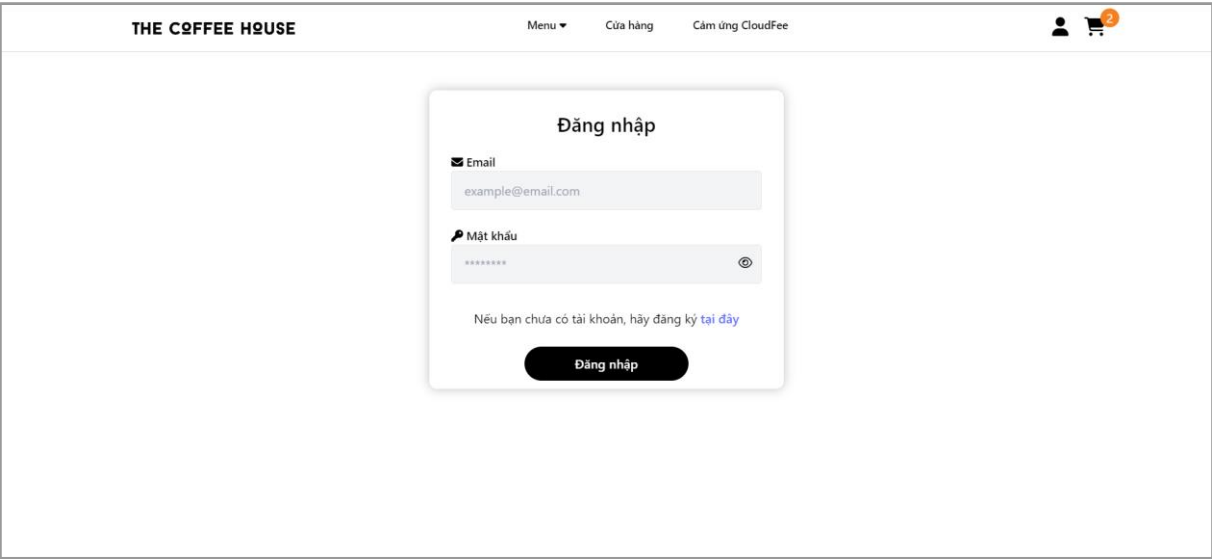 THE COFFEE HOUSE
Menu
Cửa hàng
Cảm ứng CloudFee
2
Đăng nhập
Email
example@email.com
Mật khẩu
********
Nếu bạn chưa có tài khoản, hãy đăng ký tại đây
Đăng nhập